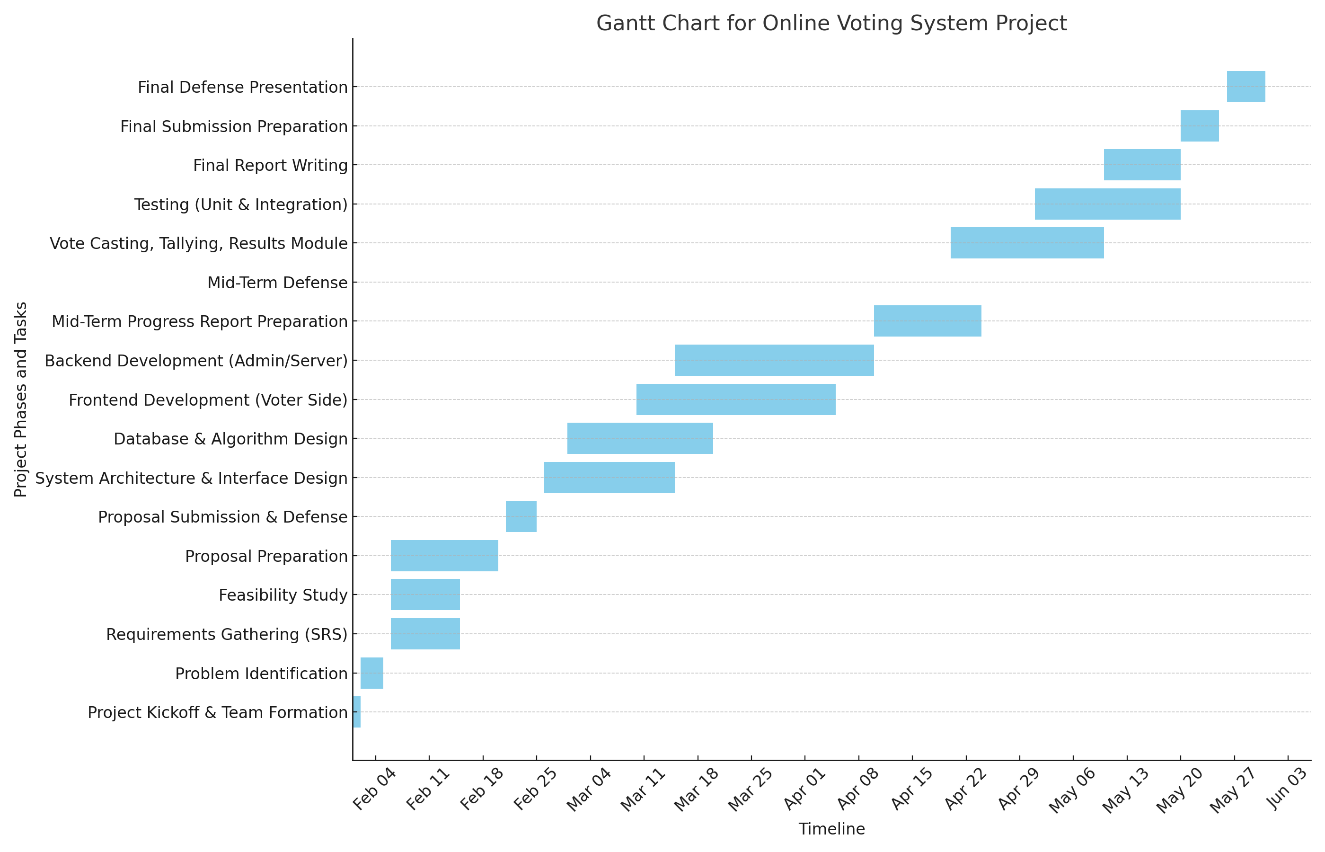 Gantt Chart for Online Voting System Project
Project Phases and Tasks
Final Defense Presentation
Final Submission Preparation
Final Report Writing
Testing (Unit & Integration)
Vote Casting, Tallying, Results Module
Mid-Term Defense
Mid-Term Progress Report Preparation
Backend Development (Admin/Server)
Frontend Development (Voter Side)
Database & Algorithm Design
System Architecture & Interface Design
Proposal Submission & Defense
Proposal Preparation
Feasibility Study
Requirements Gathering (SRS)
Problem Identification
Project Kickoff & Team Formation
Feb 04
Feb 11
Feb 18
Feb 25
Mar 04
Mar 11
Mar 18
Mar 25
Apr 01
Apr 08
Apr 15
Apr 22
Apr 29
May 06
May 13
May 20
May 27
Jun 03
Timeline